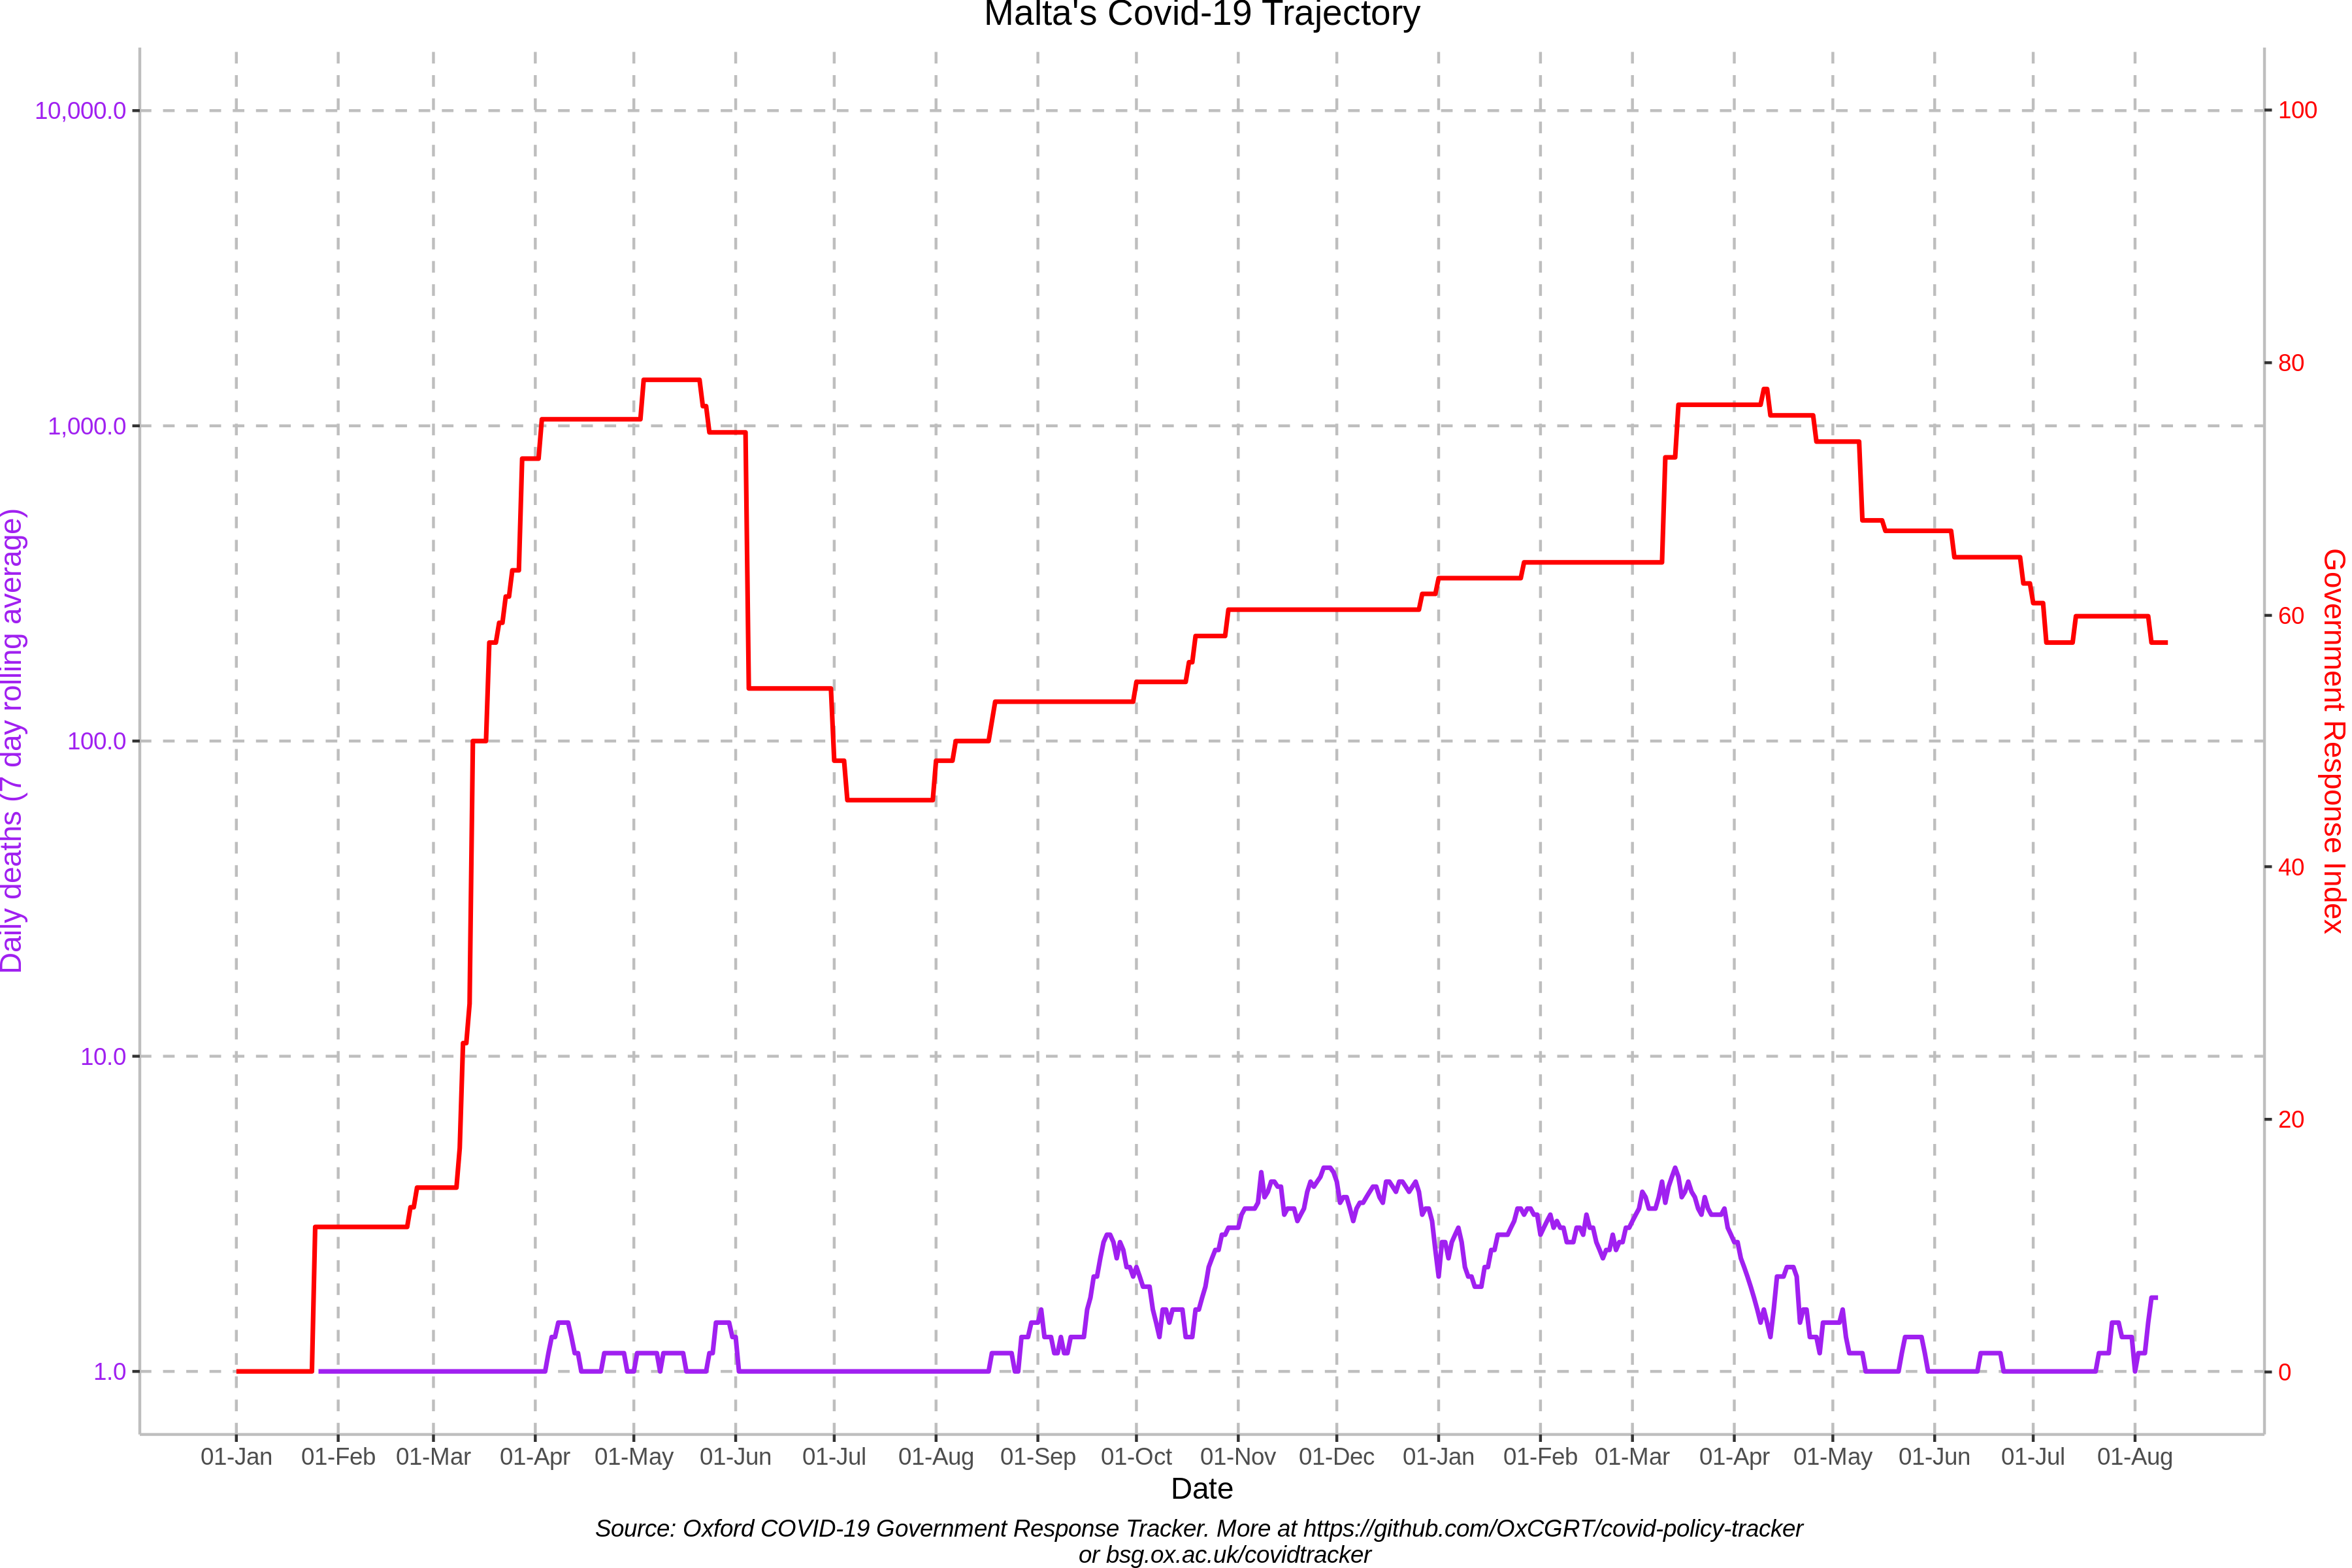 Malta's Covid-19 Trajectory
Daily deaths (7 day rolling average)
10,000.0
1,000.0
100.0
10.0
1.0
100
80
60
40
20
0
Government Response Index
01-Jan 01-Feb 01-Mar 01-Apr 01-May 01-Jun 01-Jul 01-Aug 01-Sep 01-Oct 01-Nov 01-Dec 01-Jan 01-Feb 01-Mar 01-Apr 01-May 01-Jun 01-Jul 01-Aug
Date
Source: Oxford COVID-19 Government Response Tracker. More at https://github.com/OxCGRT/covid-policy-tracker
or bsg.ox.ac.uk/covidtracker